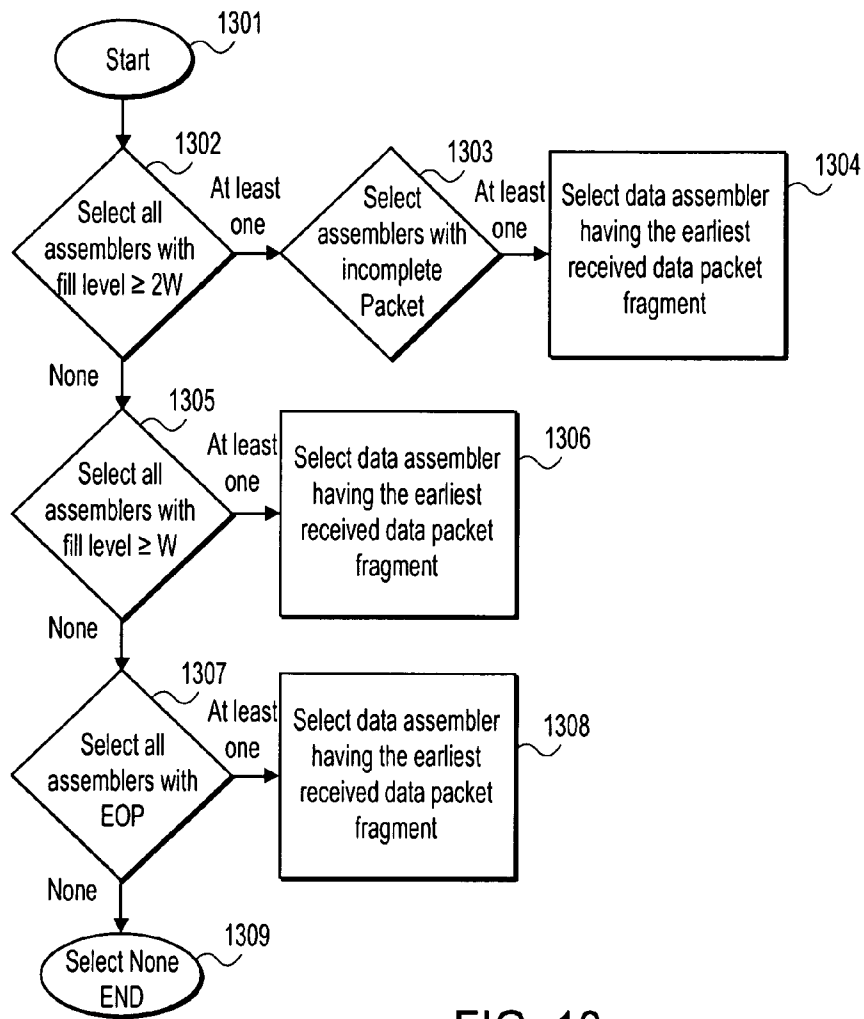 1301
Start
1302
Select all
assemblers with
fill level ≥ 2W
At least
one
1303
Select
assemblers with
incomplete
Packet
At least
one
1304
Select data assembler
having the earliest
received data packet
fragment
None
1305
Select all
assemblers with
fill level ≥ W
At least
one
1306
Select data assembler
having the earliest
received data packet
fragment
None
1307
Select all
assemblers with
EOP
At least
one
1308
Select data assembler
having the earliest
received data packet
fragment
None
1309
Select None
END
FIG.